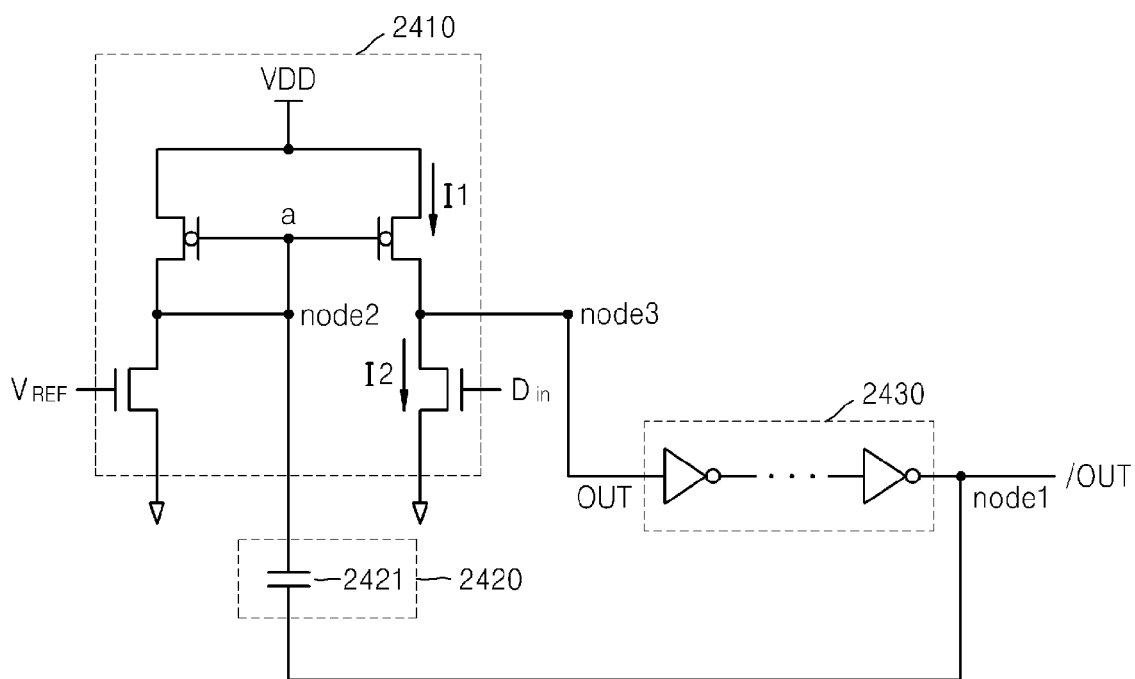 2410
VDD
I1
a
node2
node3
VREF
I2
Din
2430
OUT
node1
/OUT
2421
2420